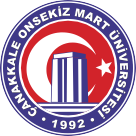 ÇANAKKALE ONSEKİZ MART ÜNİVERSİTESİ
• 1992 •